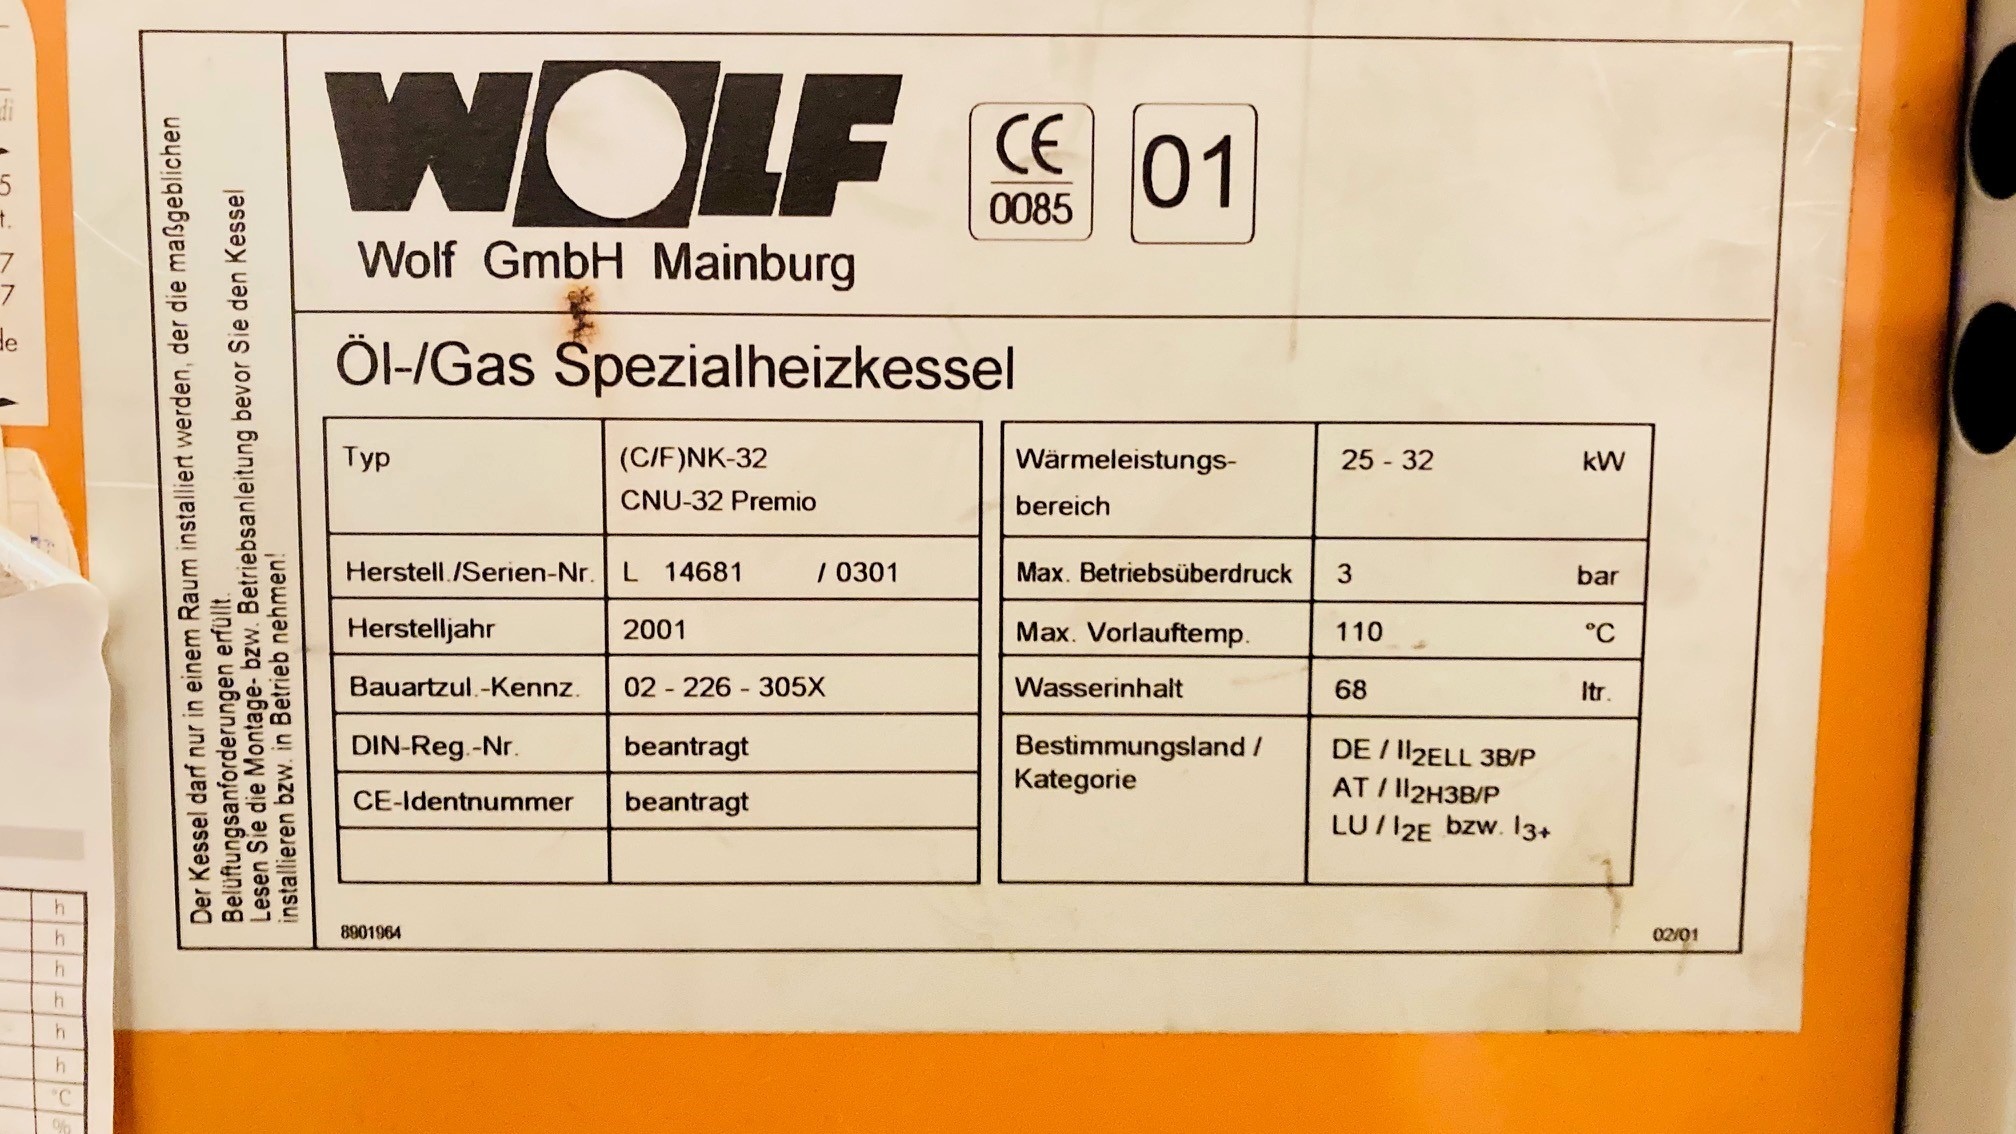 Der Kessel darf nur in einem Raum installiert werden, der die maßgeblichen
Belüftungsanforderungen erfüllt.
Lesen Sie die Montage- bzw. Betriebsanleitung bevor Sie den Kessel
installieren bzw. in Betrieb nehmen!
WOLF
CE
0085
01
Wolf GmbH Mainburg
Öl-/Gas Spezialheizkessel
Typ (C/F)NK-32
CNU-32 Premio
Herstell./Serien-Nr. L 14681 / 0301
Herstelljahr 2001
Bauartzul.-Kennz. 02 - 226 - 305X
DIN-Reg.-Nr. beantragt
CE-Identnummer beantragt
Wärmeleistungs- 25 - 32 kW
bereich
Max. Betriebsüberdruck 3 bar
Max. Vorlauftemp. 110 °C
Wasserinhalt 68 ltr.
Bestimmungsland / DE / II2ELL 3B/P
Kategorie AT / II2H3B/P
LU / I2E bzw. I3+
8901964
02/01
h
h
h
h
h
h
°C
%